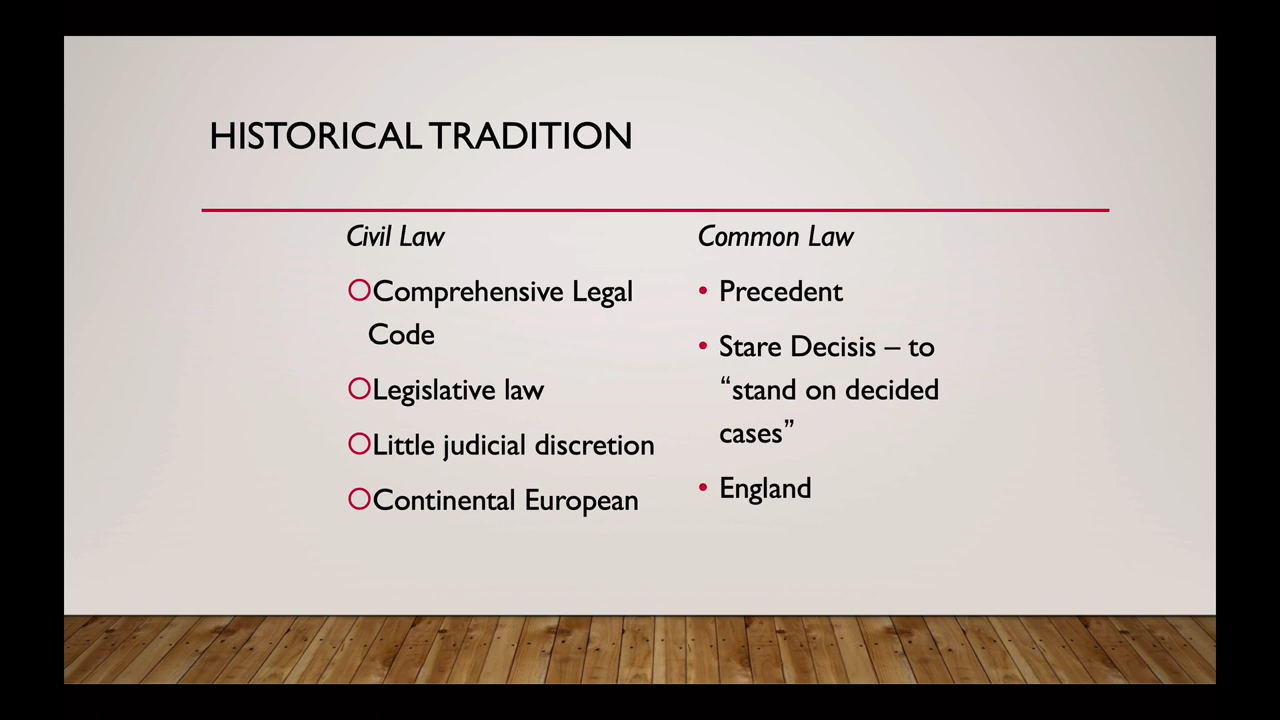 HISTORICAL TRADITION
Civil Law
Comprehensive Legal
Code
Legislative law
Little judicial discretion
Continental European
Common Law
• Precedent
• Stare Decisis – to
“stand on decided
cases”
• England